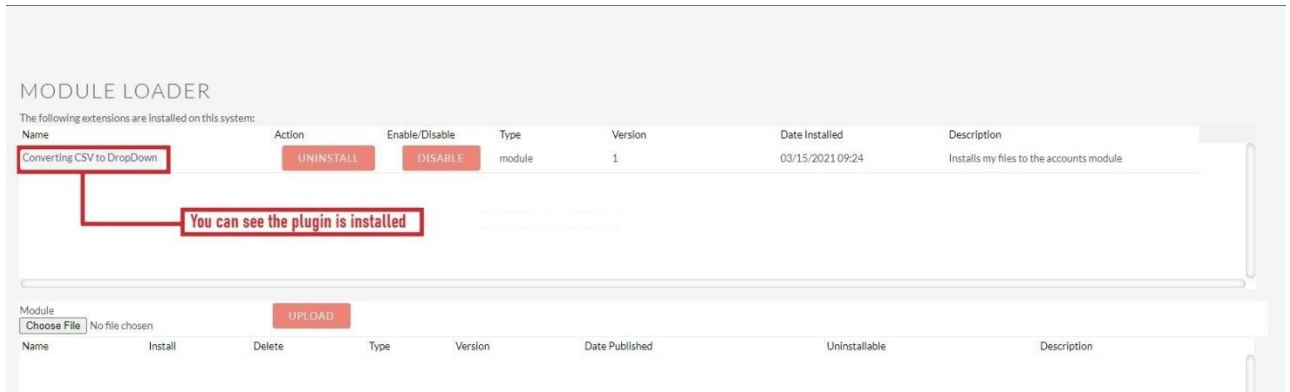 MODULE LOADER
The following extensions are installed on this system:
Name Action Enable/Disable Type Version Date Installed Description
Converting CSV to DropDown UNINSTALL DISABLE module 1 03/15/2021 09:24 Installs my files to the accounts module
You can see the plugin is installed
Module
Choose File No file chosen UPLOAD
Name Install Delete Type Version Date Published Uninstallable Description